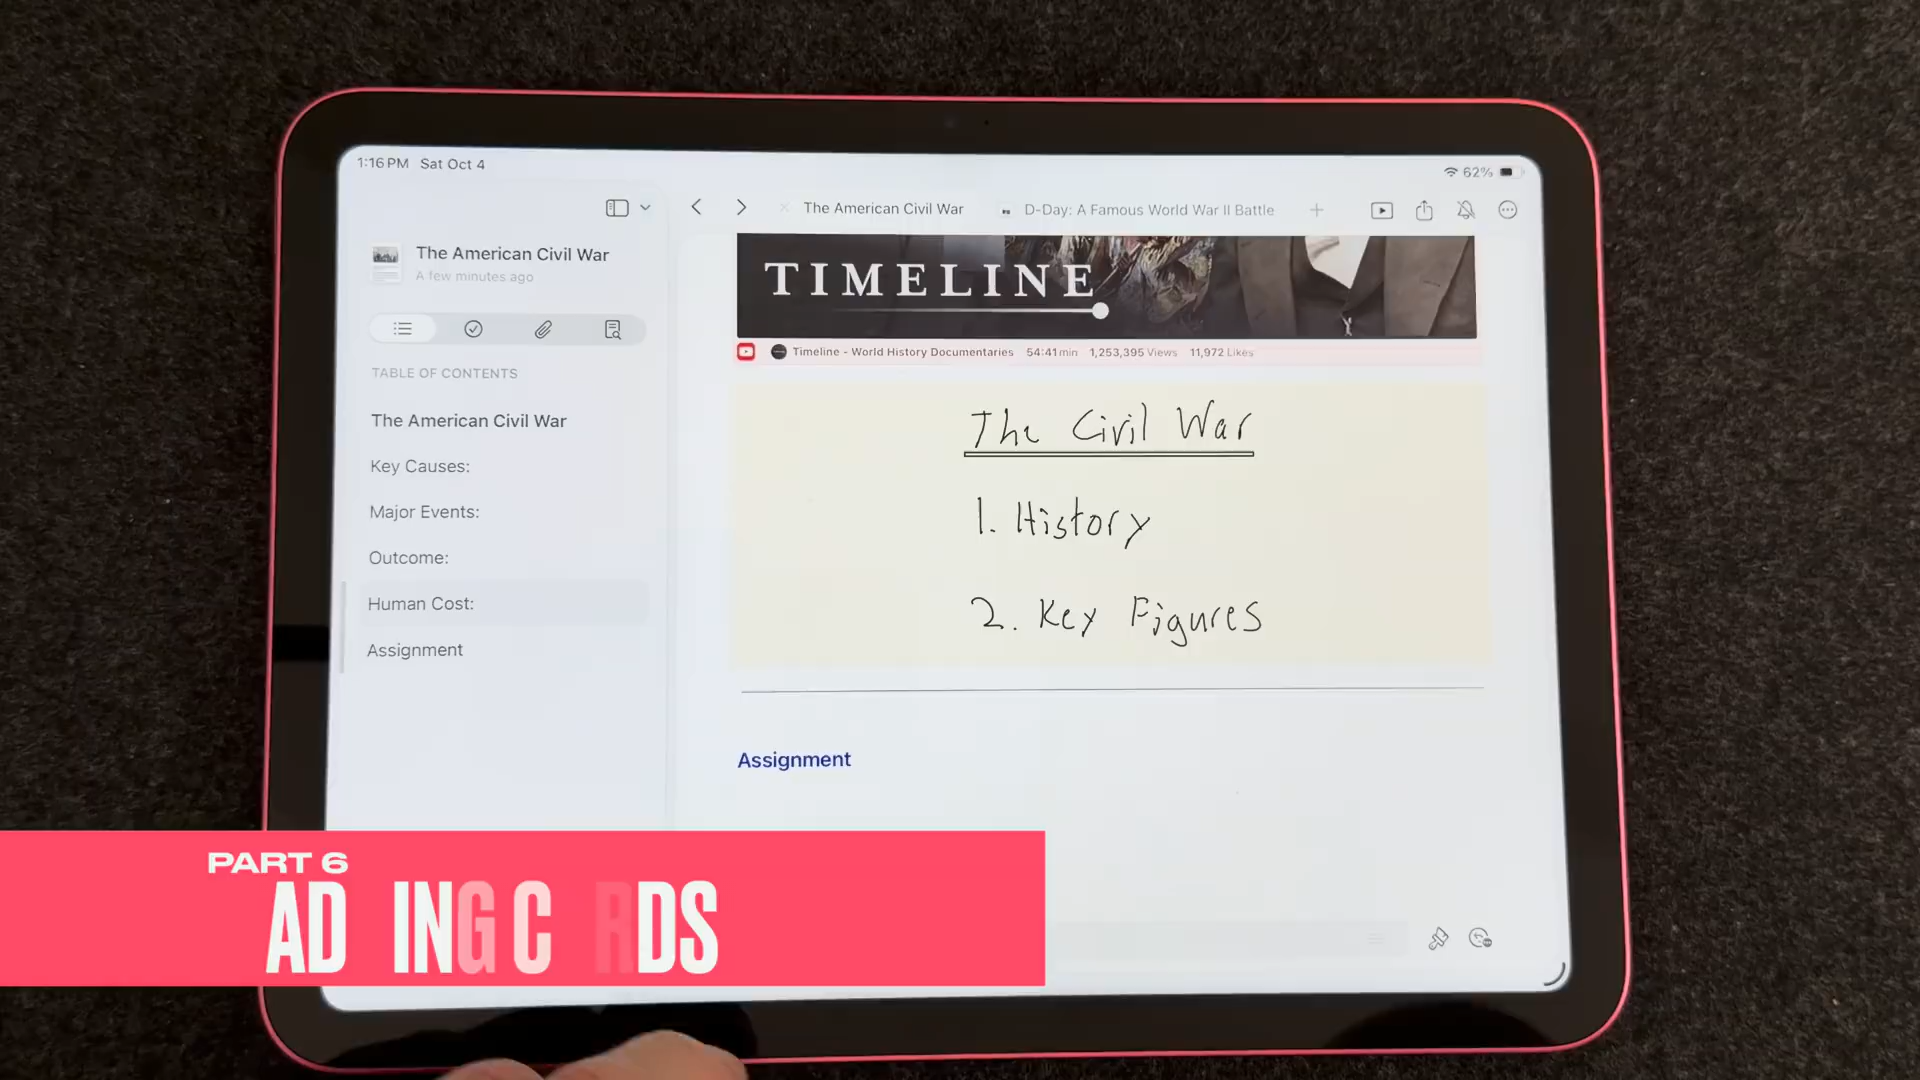 1:16 PM Sat Oct 4
62%
The American Civil War
A few minutes ago
The American Civil War
D-Day: A Famous World War II Battle
TABLE OF CONTENTS
The American Civil War
Key Causes:
Major Events:
Outcome:
Human Cost:
Assignment
TIMELINE
Timeline - World History Documentaries 54:41 min 1,253,395 Views 11,972 Likes
The Civil War
1. History
2. Key Figures
Assignment
PART 6
AD ING C RDS